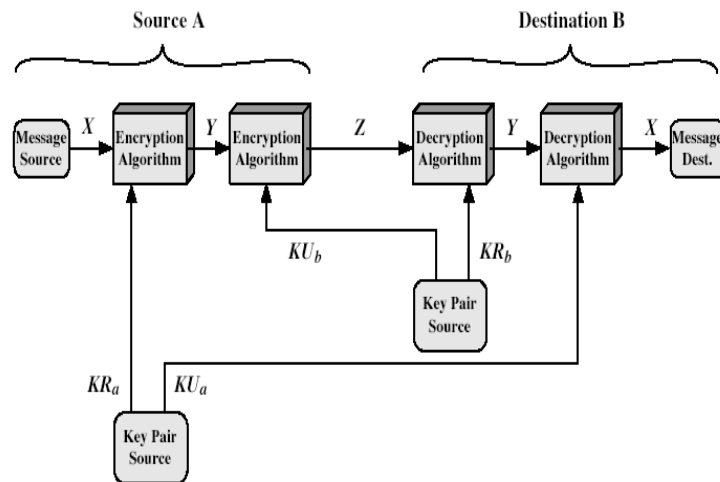 Source A
Destination B
Message
Source
X
Encryption
Algorithm
Y
Encryption
Algorithm
Z
Decryption
Algorithm
Y
Decryption
Algorithm
X
Message
Dest.
KUb
KRb
Key Pair
Source
KRa
KUa
Key Pair
Source